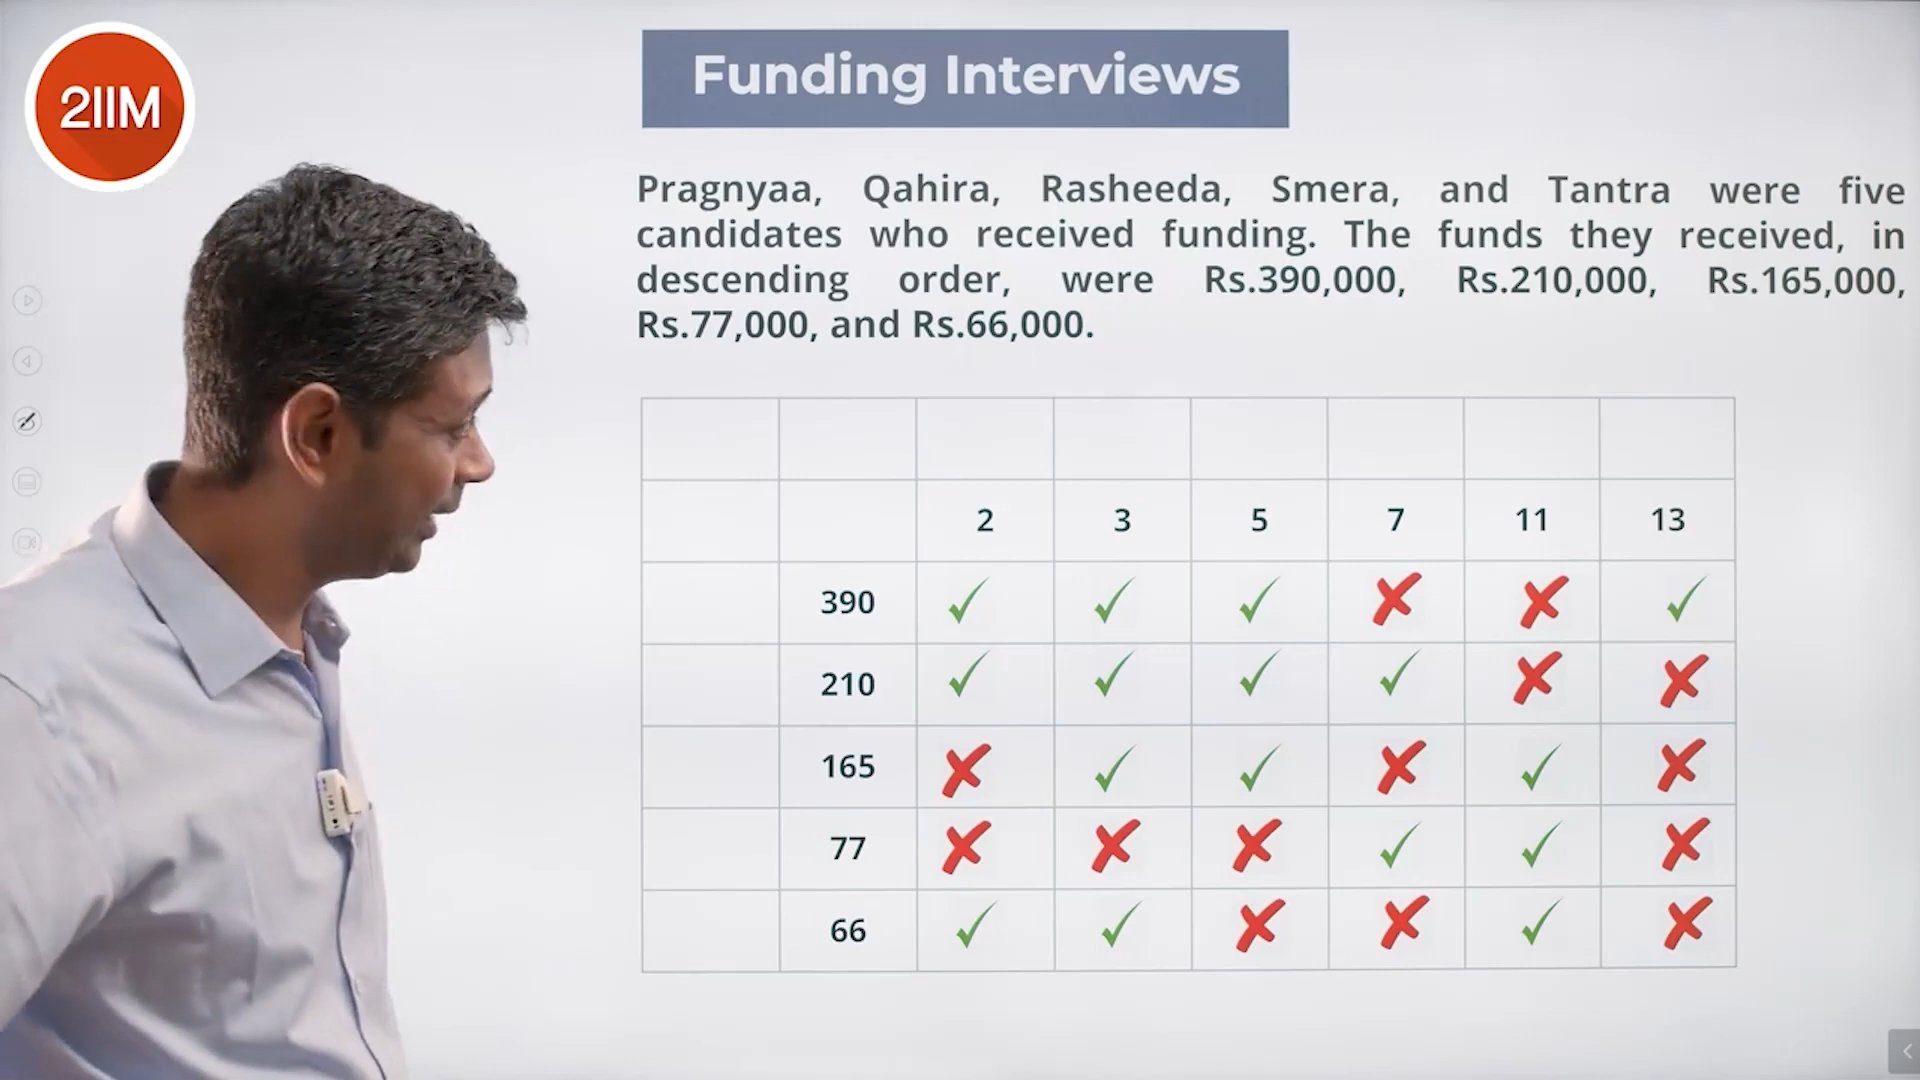 2IIM
Funding Interviews
Pragnyaa, Qahira, Rasheeda, Smera, and Tantra were five
candidates who received funding. The funds they received, in
descending order, were Rs.390,000, Rs.210,000, Rs.165,000,
Rs.77,000, and Rs.66,000.
2 3 5 7 11 13
390 ✓ ✓ ✓ ✘ ✘ ✓
210 ✓ ✓ ✓ ✓ ✘ ✘
165 ✘ ✓ ✓ ✘ ✓ ✘
77 ✘ ✘ ✘ ✓ ✓ ✘
66 ✓ ✓ ✘ ✘ ✓ ✘